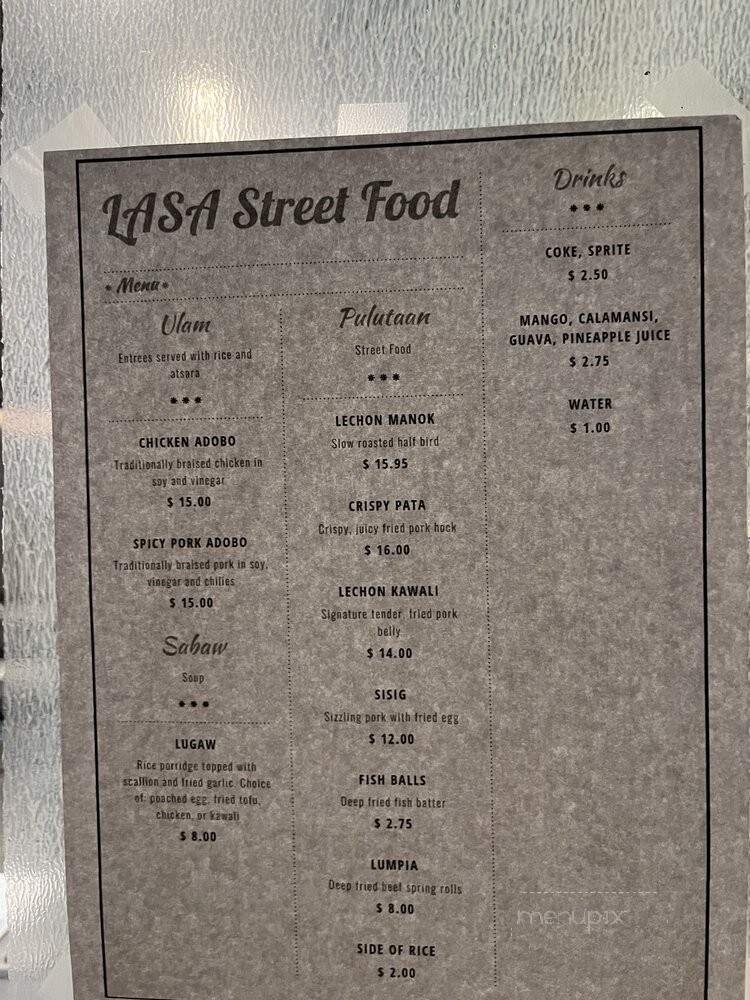 LASA Street Food
• Menu •
Ulam
Entrees served with rice and
atsara
CHICKEN ADOBO
Traditionally braised chicken in
soy and vinegar
$ 15.00
SPICY PORK ADOBO
Traditionally braised pork in soy,
vinegar and chilies
$ 15.00
Sabaw
Soup
LUGAW
Rice porridge topped with
scallion and fried garlic. Choice
of: poached egg, fried tofu,
chicken, or kawali
$ 8.00
Pulutaan
Street Food
LECHON MANOK
Slow roasted half bird
$ 15.95
CRISPY PATA
Crispy, juicy fried pork hock
$ 16.00
LECHON KAWALI
Signature tender, fried pork
belly
$ 14.00
SISIG
Sizzling pork with fried egg
$ 12.00
FISH BALLS
Deep fried fish batter
$ 2.75
LUMPIA
Deep fried beef spring rolls
$ 8.00
SIDE OF RICE
$ 2.00
Drinks
COKE, SPRITE
$ 2.50
MANGO, CALAMANSI,
GUAVA, PINEAPPLE JUICE
$ 2.75
WATER
$ 1.00
menupix